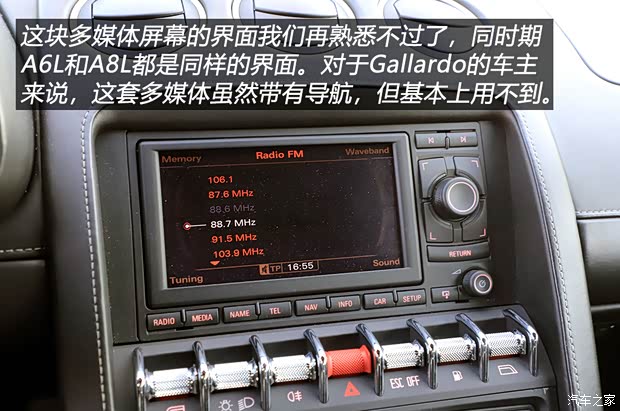 这块多媒体屏幕的界面我们再熟悉不过了，同时期
A6L和A8L都是同样的界面。对于Gallardo的车主
来说，这套多媒体虽然带有导航，但基本上用不到。
Memory Radio FM Waveband
106.1
87.6 MHz
88.6 MHz
88.7 MHz
91.5 MHz
103.9 MHz
TP 16:55
Tuning Sound
RETURN
RADIO MEDIA NAME TEL NAV INFO CAR SETUP
ESC OFF
汽车之家